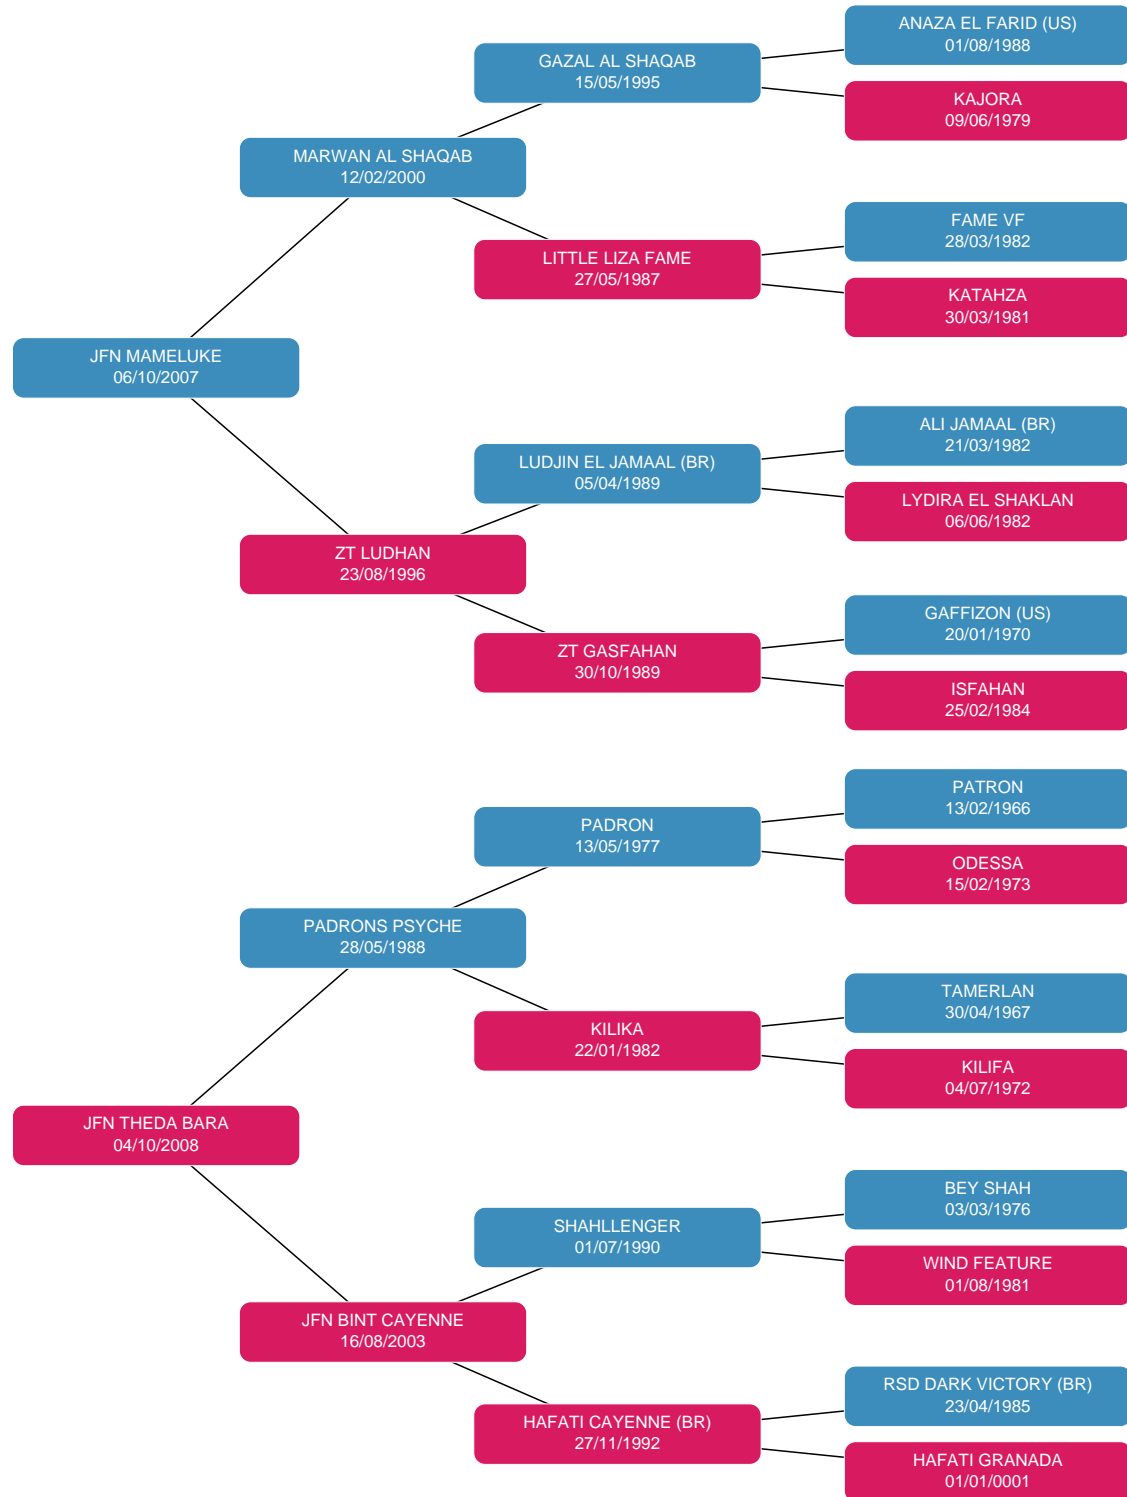 ANAZA EL FARID (US)
01/08/1988
GAZAL AL SHAQAB
15/05/1995
KAJORA
09/06/1979
MARWAN AL SHAQAB
12/02/2000
FAME VF
28/03/1982
LITTLE LIZA FAME
27/05/1987
KATAHZA
30/03/1981
JFN MAMELUKE
06/10/2007
ALI JAMAAL (BR)
21/03/1982
LUDJIN EL JAMAAL (BR)
05/04/1989
LYDIRA EL SHAKLAN
06/06/1982
ZT LUDHAN
23/08/1996
GAFFIZON (US)
20/01/1970
ZT GASFAHAN
30/10/1989
ISFAHAN
25/02/1984
PATRON
13/02/1966
PADRON
13/05/1977
ODESSA
15/02/1973
PADRONS PSYCHE
28/05/1988
TAMERLAN
30/04/1967
KILIKA
22/01/1982
KILIFA
04/07/1972
JFN THEDA BARA
04/10/2008
BEY SHAH
03/03/1976
SHAHLLENGER
01/07/1990
WIND FEATURE
01/08/1981
JFN BINT CAYENNE
16/08/2003
RSD DARK VICTORY (BR)
23/04/1985
HAFATI CAYENNE (BR)
27/11/1992
HAFATI GRANADA
01/01/0001